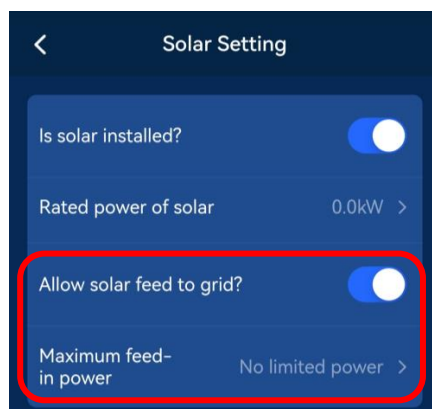 Solar Setting
Is solar installed?
Rated power of solar 0.0kW
Allow solar feed to grid?
Maximum feed-
in power No limited power